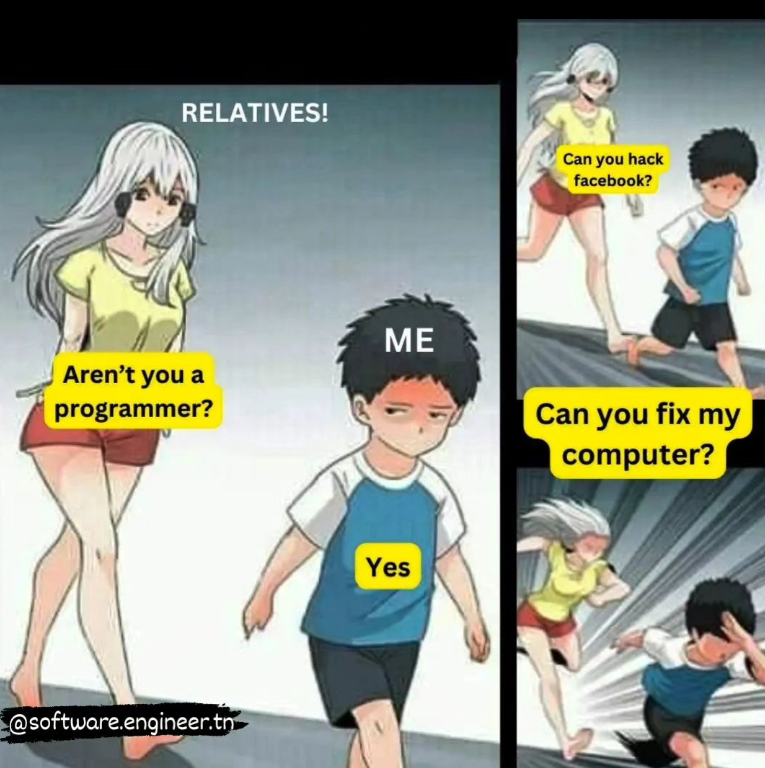 RELATIVES!
Aren't you a
programmer?
ME
Yes
Can you hack
facebook?
Can you fix my
computer?
@software.engineer.tn